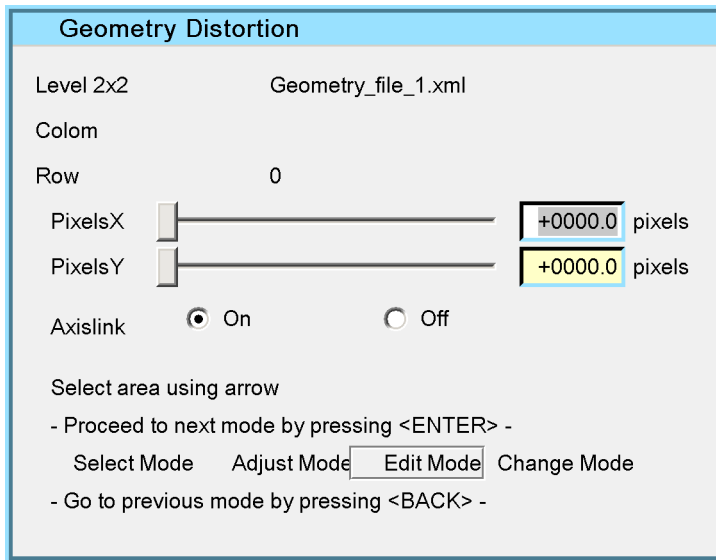 Geometry Distortion
Level 2x2 Geometry_file_1.xml
Colom
Row 0
PixelsX +0000.0 pixels
PixelsY +0000.0 pixels
Axislink On Off
Select area using arrow
- Proceed to next mode by pressing <ENTER> -
Select Mode Adjust Mode Edit Mode Change Mode
- Go to previous mode by pressing <BACK> -